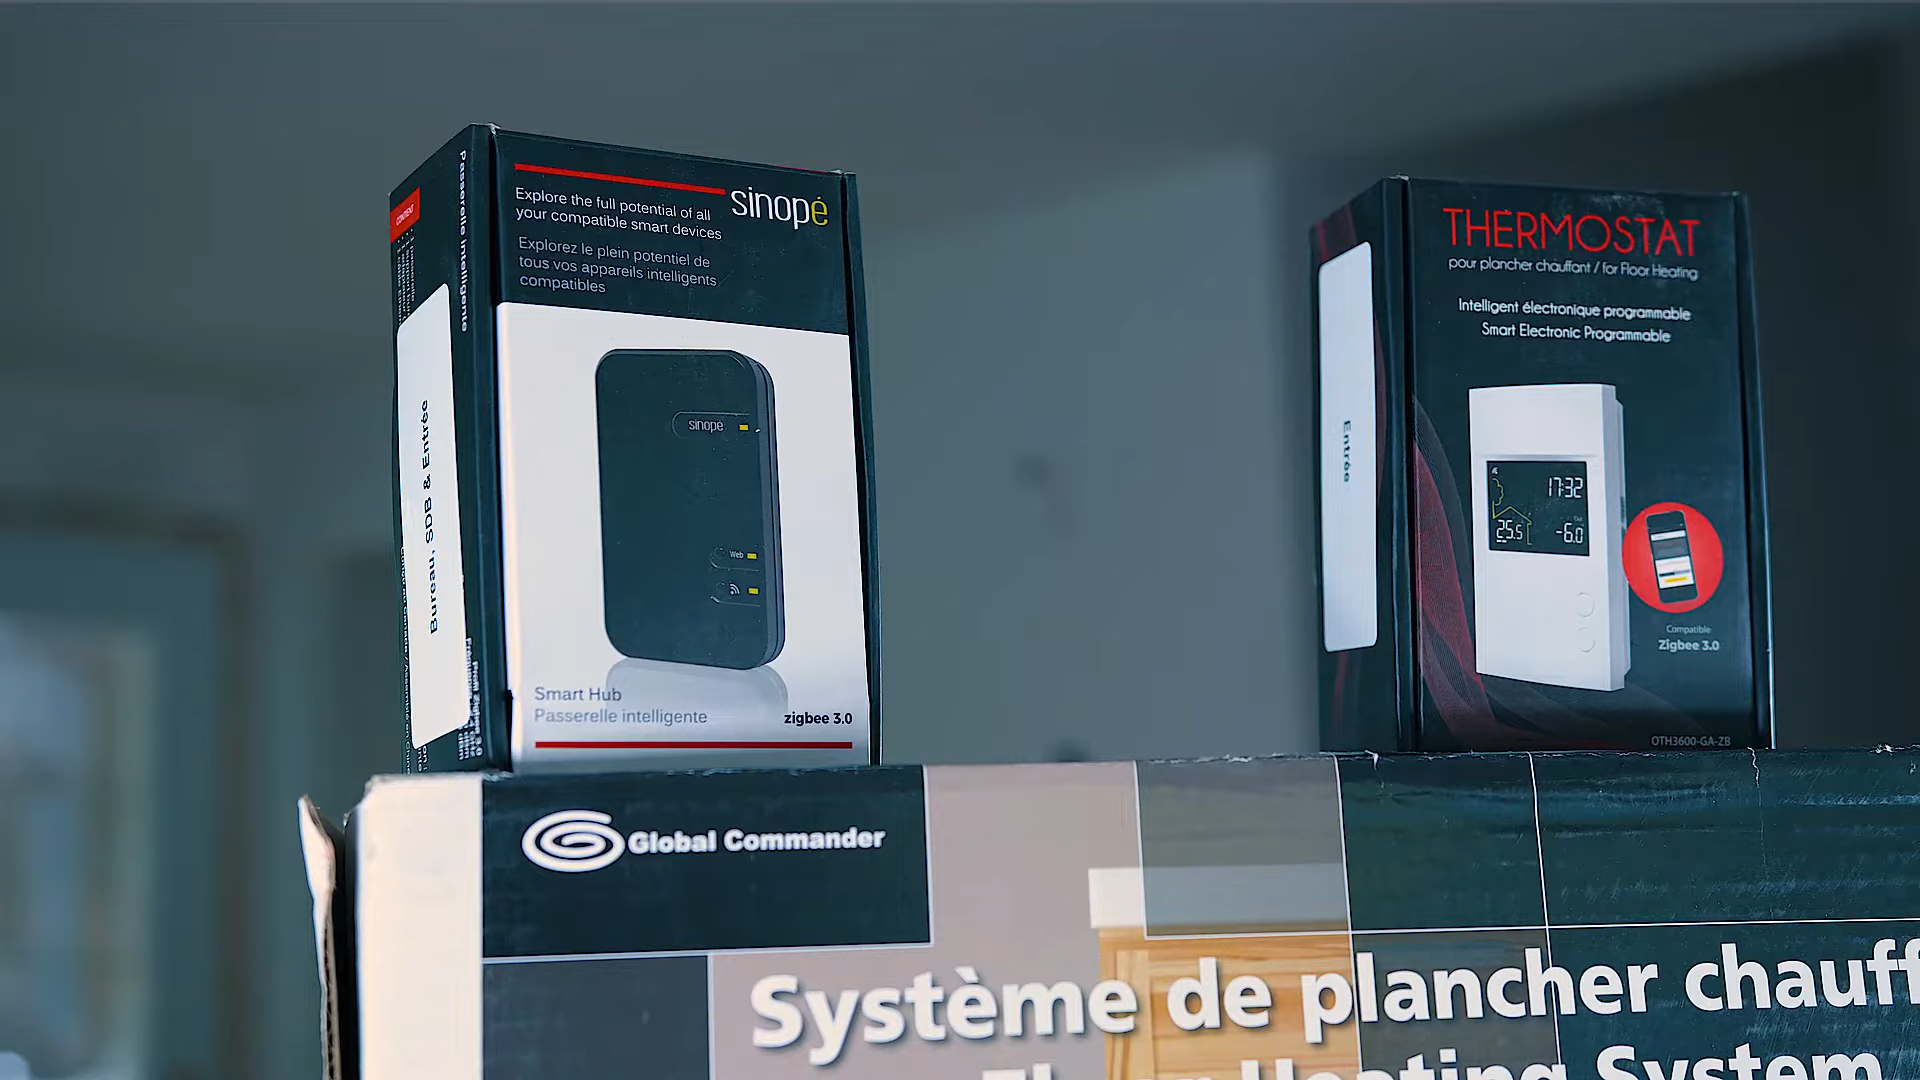 Passerelle intelligente
CONTENT
Bureau, SDB & Entrée
Explore the full potential of all
your compatible smart devices
sinopé
Explorez le plein potentiel de
tous vos appareils intelligents
compatibles
sinopé
Web
Smart Hub
Passerelle intelligente
zigbee 3.0
Entrée
THERMOSTAT
pour plancher chauffant / for Floor Heating
Intelligent électronique programmable
Smart Electronic Programmable
17:32
25.5
-6.0
Compatible
Zigbee 3.0
OTH3600-GA-ZB
Global Commander
Système de plancher chauff
Heating System